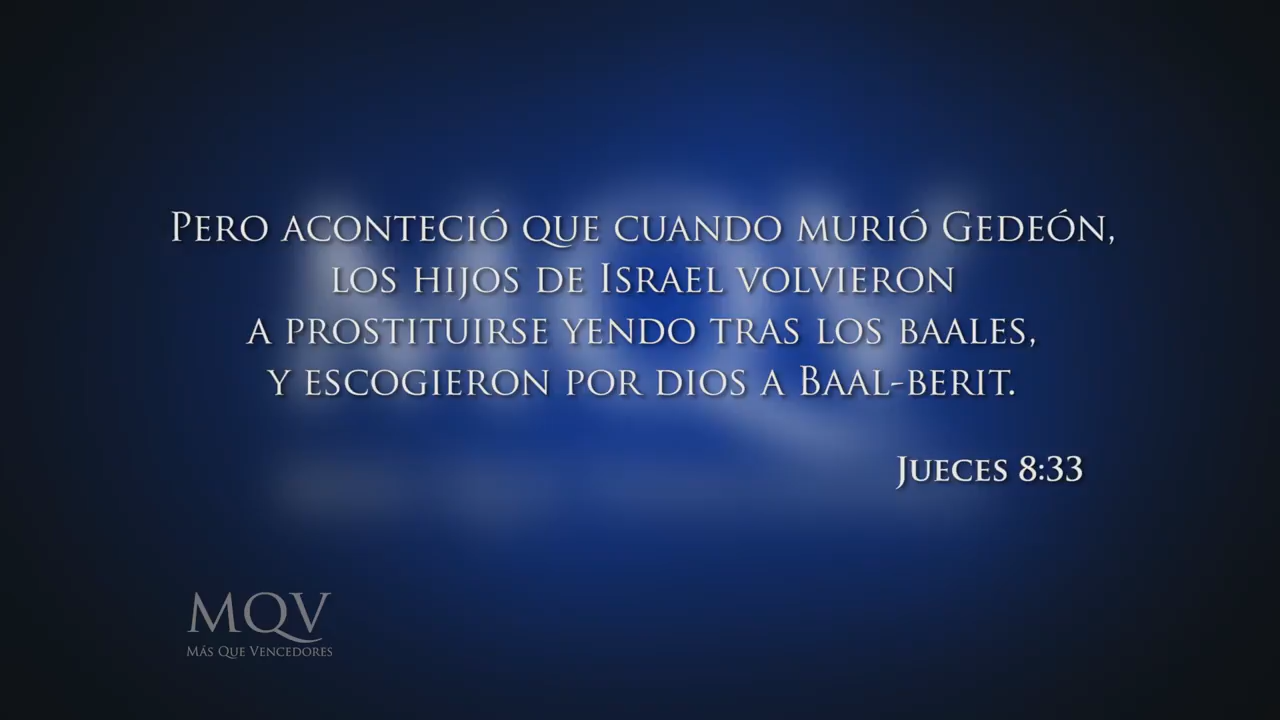 Pero aconteció que cuando murió Gedeón,
los hijos de Israel volvieron
a prostituirse yendo tras los baales,
y escogieron por dios a Baal-berit.
Jueces 8:33
MQV
Más Que Vencedores